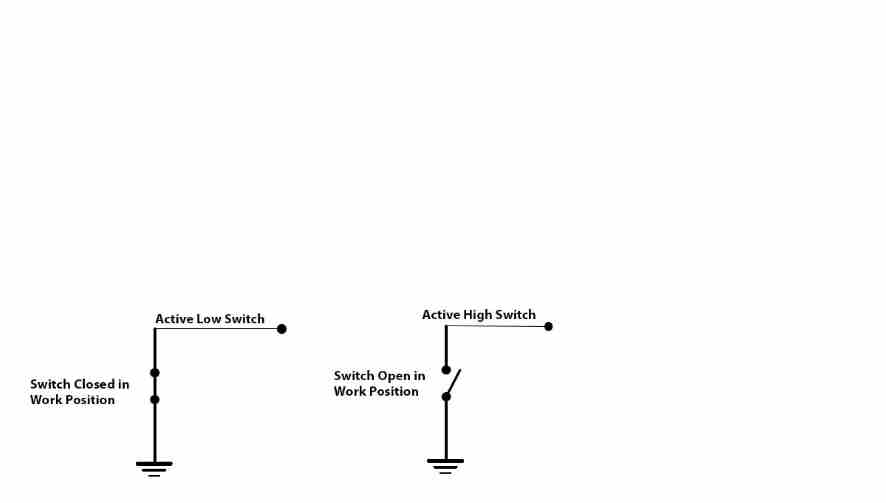 Active Low Switch
Switch Closed in
Work Position
Active High Switch
Switch Open in
Work Position